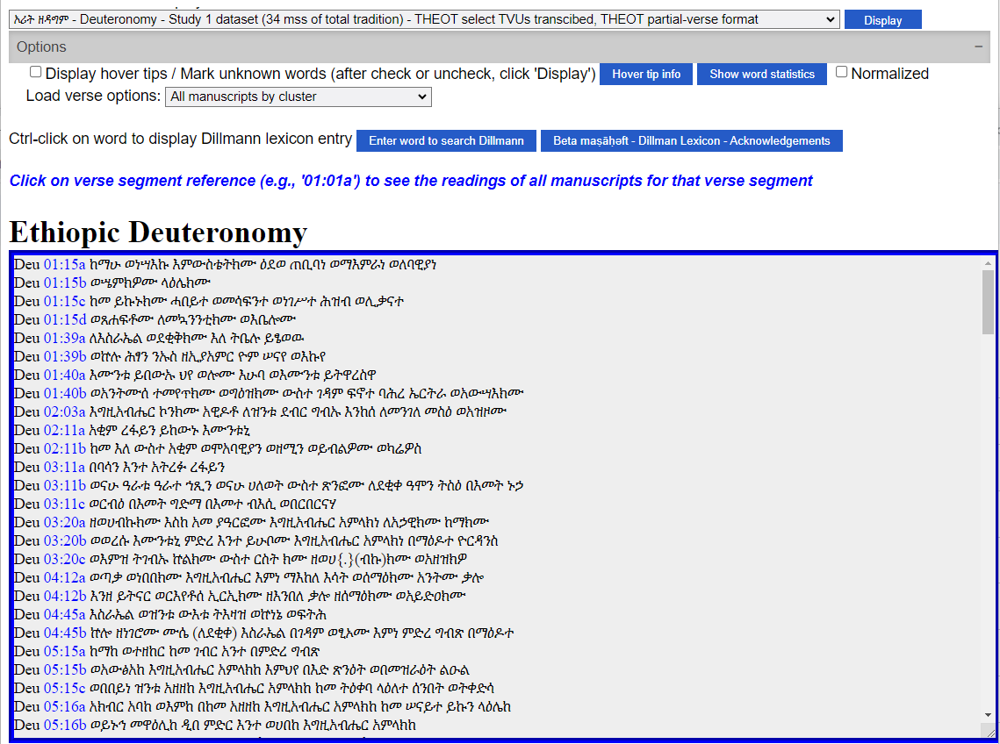 ኦሪት ዘዳግም - Deuteronomy - Study 1 dataset (34 mss of total tradition) - THEOT select TVUs transcibed, THEOT partial-verse format Display
Options −
Display hover tips / Mark unknown words (after check or uncheck, click 'Display') Hover tip info Show word statistics Normalized
Load verse options: All manuscripts by cluster
Ctrl-click on word to display Dillmann lexicon entry Enter word to search Dillmann Beta maṣāḥəft - Dillman Lexicon - Acknowledgements
Click on verse segment reference (e.g., '01:01a') to see the readings of all manuscripts for that verse segment
Ethiopic Deuteronomy
Deu 01:15a ከማሁ ወነሣእኩ እምውስቴትክሙ ዕደወ ጠቢባነ ወማእምራነ ወለባዊያነ
Deu 01:15b ወሤምክዎሙ ላዕሌክሙ
Deu 01:15c ከመ ይኩኑክሙ ሓበይተ ወመሳፍንተ ወነገሥተ ሕዝብ ወሊቃናተ
Deu 01:15d ወጸሐፍትቶሙ ለመኳንንቲክሙ ወእቤሎሙ
Deu 01:39a ለእስራኤል ወደቂቅክሙ እለ ትቤሉ ይፄወዉ
Deu 01:39b ወኵሉ ሕፃን ንኡስ ዘኢያአምር ዮም ሠናየ ወእኩየ
Deu 01:40a እሙንቱ ይበውኡ ህየ ወሎሙ እሁባ ወእሙንቱ ይትዋረስዋ
Deu 01:40b ወአንትሙሰ ተመየጥክሙ ወግዕዝክሙ ውስተ ገዳም ፍኖተ ባሕረ ኤርትራ ወአውሣእክሙ
Deu 02:03a እግዚአብሔር ኮንክሙ አዊዶቶ ለዝንቱ ደብር ግብኡ እንከሰ ለመንገለ መስዕ ወአዝዞሙ
Deu 02:11a አቂም ረፋይን ይከውኑ እሙንቱኒ
Deu 02:11b ከመ እለ ውስተ አቂም ወሞአባዊያን ወዘሚን ወይብልዎሙ ወካሬዎስ
Deu 03:11a በባሳን እንተ አትረፉ ረፋይን
Deu 03:11b ወናሁ ዓራቱ ዓራተ ኀጺን ወናሁ ሀለወት ውስተ ጽንፎሙ ለደቂቀ ዓሞን ትስዕ በእመት ኑኃ
Deu 03:11c ወርብዕ በእመት ግድማ በእመተ ብእሲ ወበርበርናሃ
Deu 03:20a ዘወሀብኩክሙ እስከ አመ ያዓርፎሙ እግዚአብሔር አምላክነ ለአኃዊክሙ ከማክሙ
Deu 03:20b ወወረሱ እሙንቱኒ ምድረ እንተ ይሁቦሙ እግዚአብሔር አምላክነ በማዕዶተ ዮርዳንስ
Deu 03:20c ወእምዝ ትገብኡ ኵልክሙ ውስተ ርስት ክሙ ዘወሀ{.}(ብኩ)ክሙ ወአዘዝክዎ
Deu 04:12a ወጣቃ ወነበበክሙ እግዚአብሔር እምነ ማእከለ እሳት ወሰማዕክሙ አንትሙ ቃሎ
Deu 04:12b እንዘ ይትናገር ወርእየቶሰ ኢርኢክሙ ዘእንበለ ቃሎ ዘሰማዕክሙ ወአይድዐክሙ
Deu 04:45a እስራኤል ወዝንቱ ውእቱ ትእዛዝ ወኵነኔ ወፍትሕ
Deu 04:45b ኵሎ ዘነገሮሙ ሙሴ (ለደቂቀ) እስራኤል በገዳም ወፂኦሙ እምነ ምድረ ግብጽ በማዕዶተ
Deu 05:15a ከማከ ወተዘከር ከመ ገብር አንተ በምድረ ግብጽ
Deu 05:15b ወአውፅአከ እግዚአብሔር አምላክከ እምህየ በእድ ጽንዕት ወበመዝራዕት ልዑል
Deu 05:15c ወበበይነ ዝንቱ አዘዘከ እግዚአብሔር አምላክከ ከመ ትዕቀባ ላዕለተ ሰንበት ወትቀድሳ
Deu 05:16a አክብር አባከ ወእምከ በከመ አዘዘከ እግዚአብሔር አምላክከ ከመ ሠናይተ ይኩን ላዕሌከ
Deu 05:16b ወይኑኅ መዋዕሊከ ዲበ ምድር እንተ ወሀበከ እግዚአብሔር አምላክከ